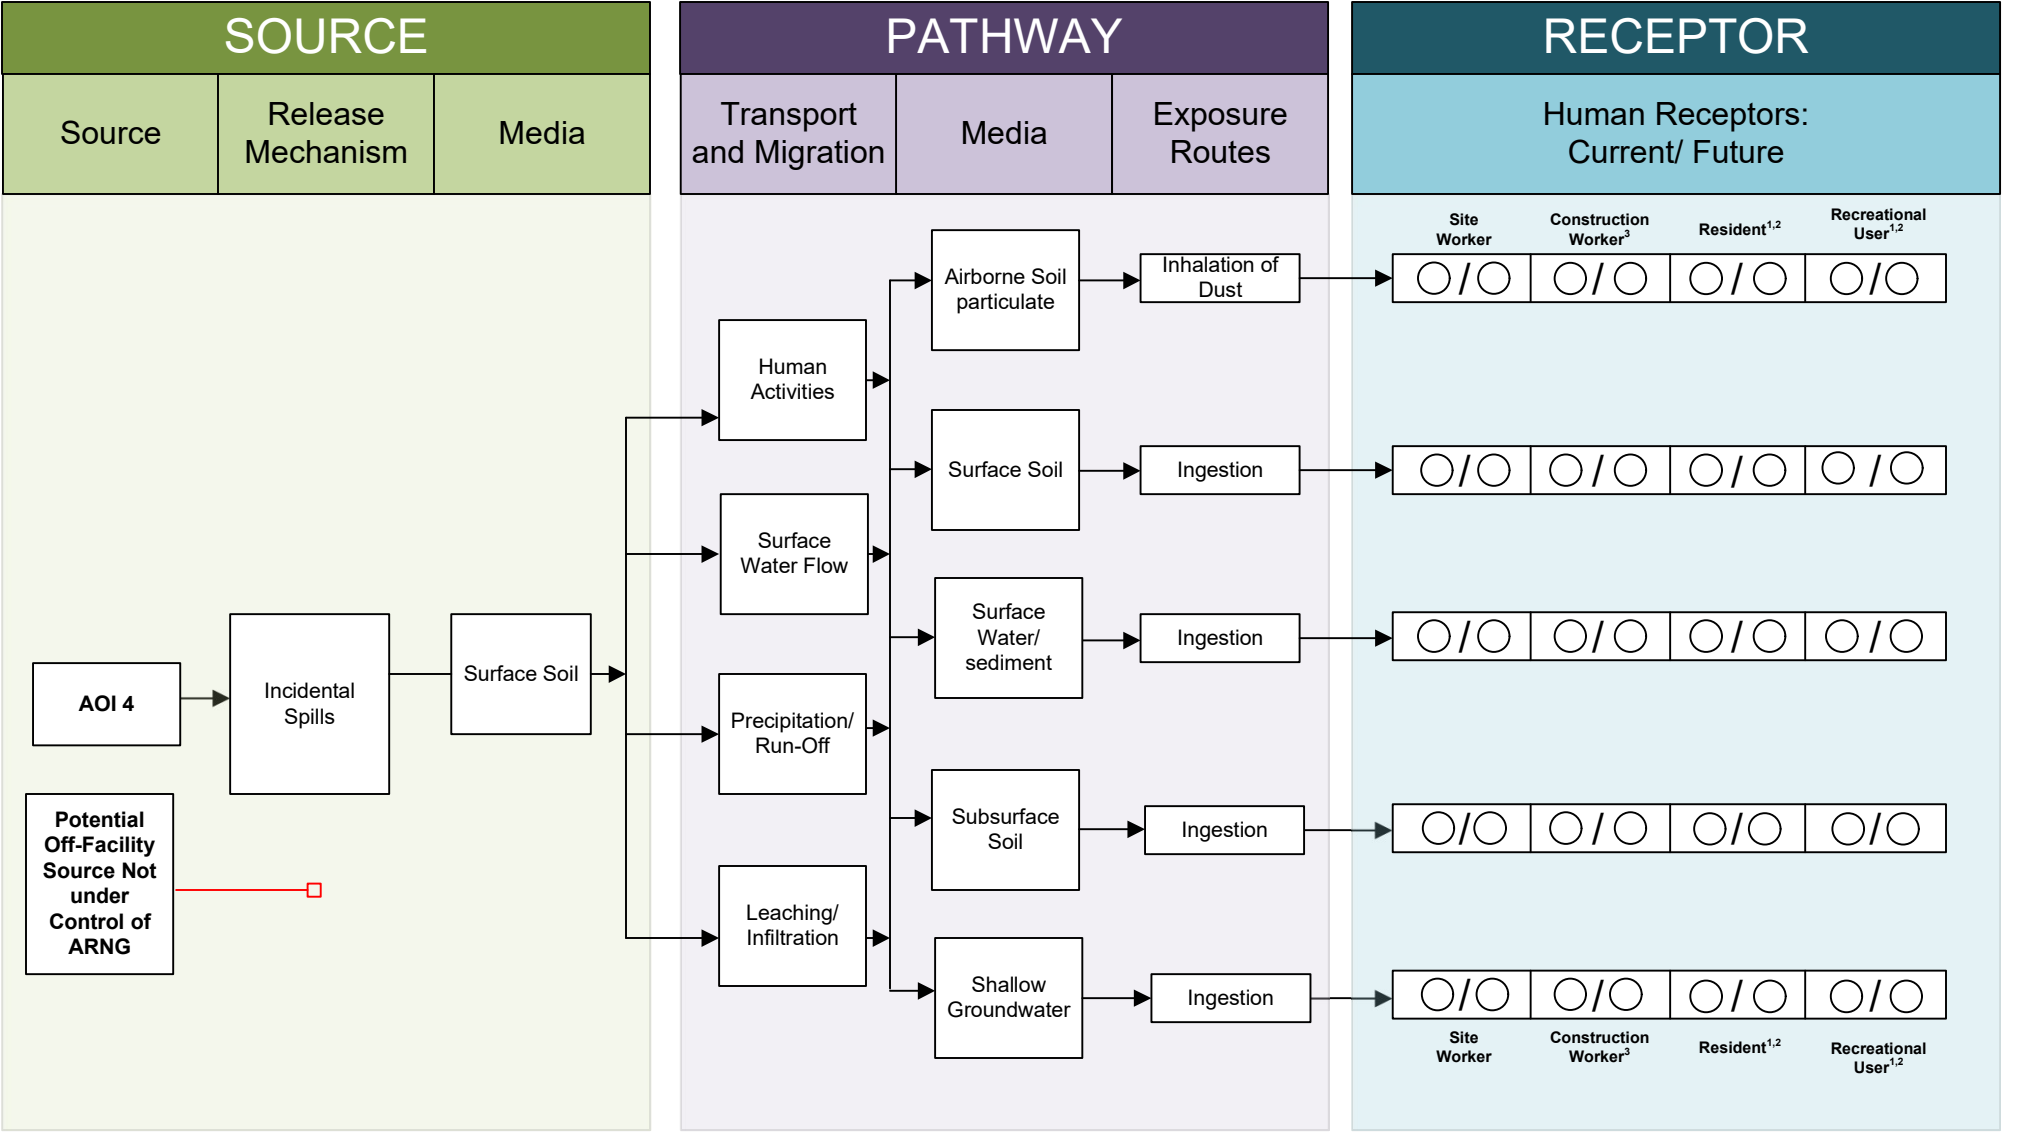 SOURCE
PATHWAY
RECEPTOR
Source
Release
Mechanism
Media
Transport
and Migration
Media
Exposure
Routes
Human Receptors:
Current/ Future
Site
Worker
Construction
Worker³
Resident¹,²
Recreational
User¹,²
AOI 4
Potential
Off-Facility
Source Not
under
Control of
ARNG
Incidental
Spills
Surface Soil
Human
Activities
Surface
Water Flow
Precipitation/
Run-Off
Leaching/
Infiltration
Airborne Soil
particulate
Inhalation of
Dust
/ / / /
Surface Soil
Ingestion
/ / / /
Surface
Water/
sediment
Ingestion
/ / / /
Subsurface
Soil
Ingestion
/ / / /
Shallow
Groundwater
Ingestion
/ / / /
Site
Worker
Construction
Worker³
Resident¹,²
Recreational
User¹,²